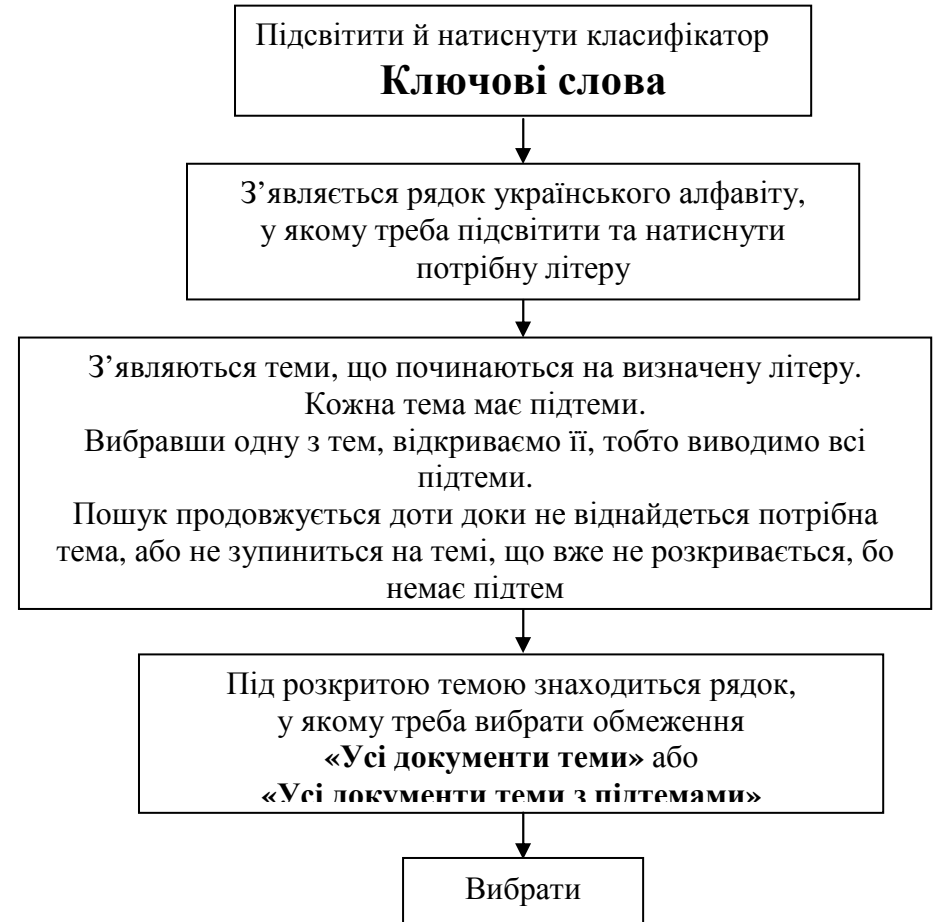 Підсвітити й натиснути класифікатор
Ключові слова
З’являється рядок українського алфавіту,
у якому треба підсвітити та натиснути
потрібну літеру
З’являються теми, що починаються на визначену літеру.
Кожна тема має підтеми.
Вибравши одну з тем, відкриваємо її, тобто виводимо всі
підтеми.
Пошук продовжується доти доки не віднайдеться потрібна
тема, або не зупиниться на темі, що вже не розкривається, бо
немає підтем
Під розкритою темою знаходиться рядок,
у якому треба вибрати обмеження
«Усі документи теми» або
«Усі документи теми з підтемами»
Вибрати